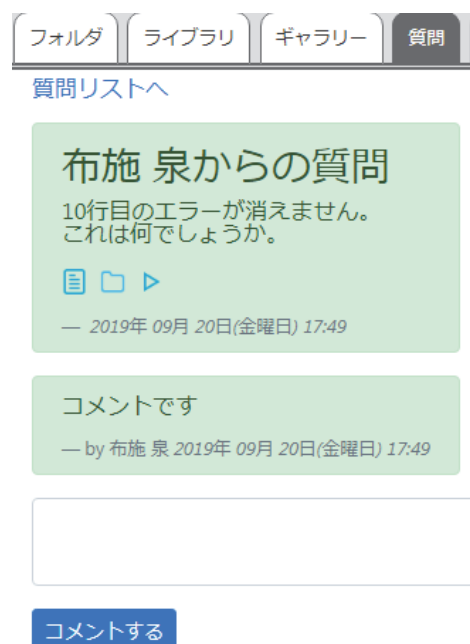 フォルダ ライブラリ ギャラリー 質問
質問リストへ
布施 泉からの質問
10行目のエラーが消えません。
これは何でしょうか。
— 2019年 09月 20日(金曜日) 17:49
コメントです
— by 布施 泉 2019年 09月 20日(金曜日) 17:49
コメントする